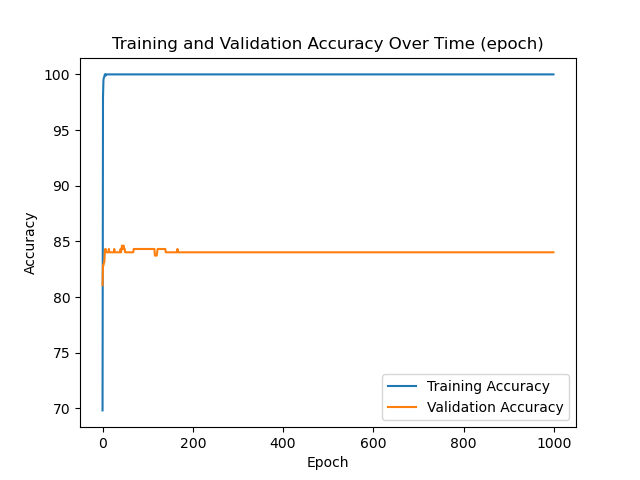 Training and Validation Accuracy Over Time (epoch)
100
95
90
85
80
75
70
Accuracy
0
200
400
600
800
1000
Epoch
Training Accuracy
Validation Accuracy